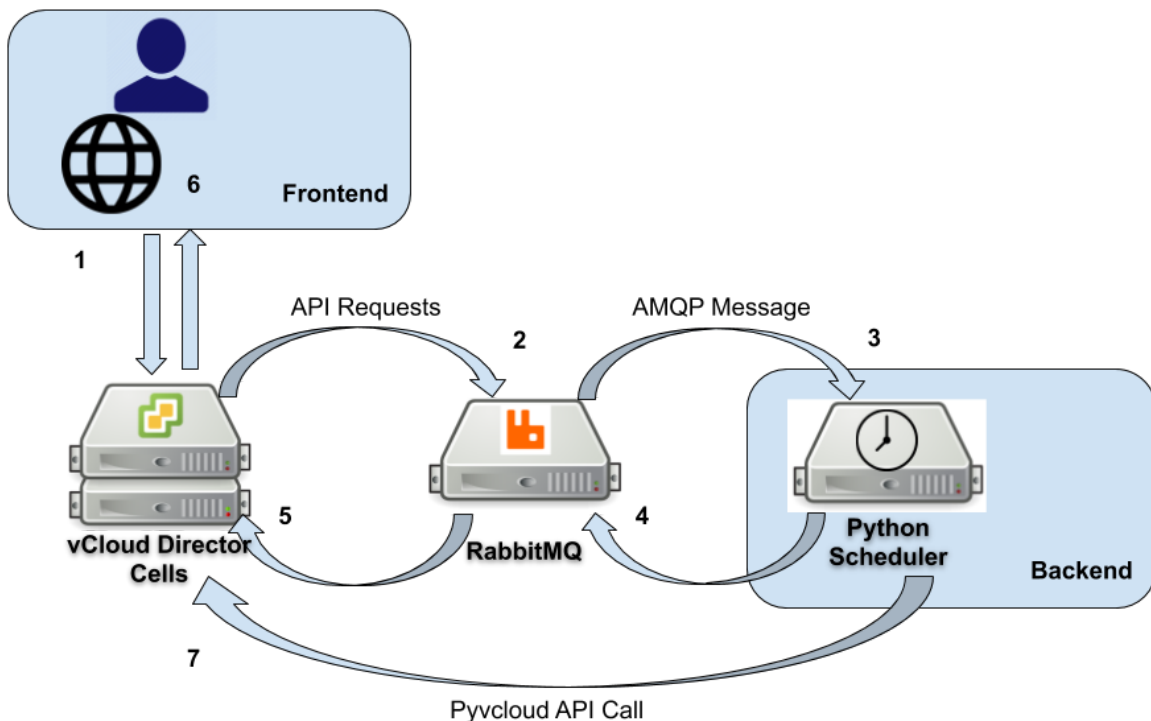 6
Frontend
1
API Requests
AMQP Message
2
3
5
4
vCloud Director
Cells
RabbitMQ
Python
Scheduler
Backend
7
Pyvcloud API Call